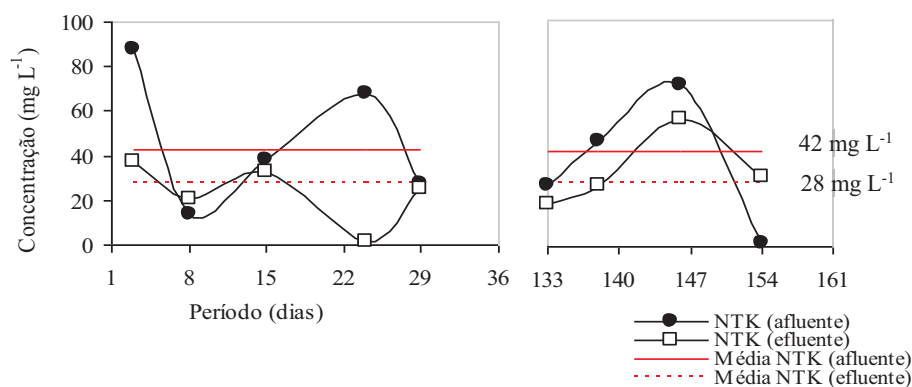 Concentração (mg L-1)
100
80
60
40
20
0
1 8 15 22 29 36
Período (dias)
133 140 147 154 161
42 mg L-1
28 mg L-1
NTK (afluente)
NTK (efluente)
Média NTK (afluente)
Média NTK (efluente)